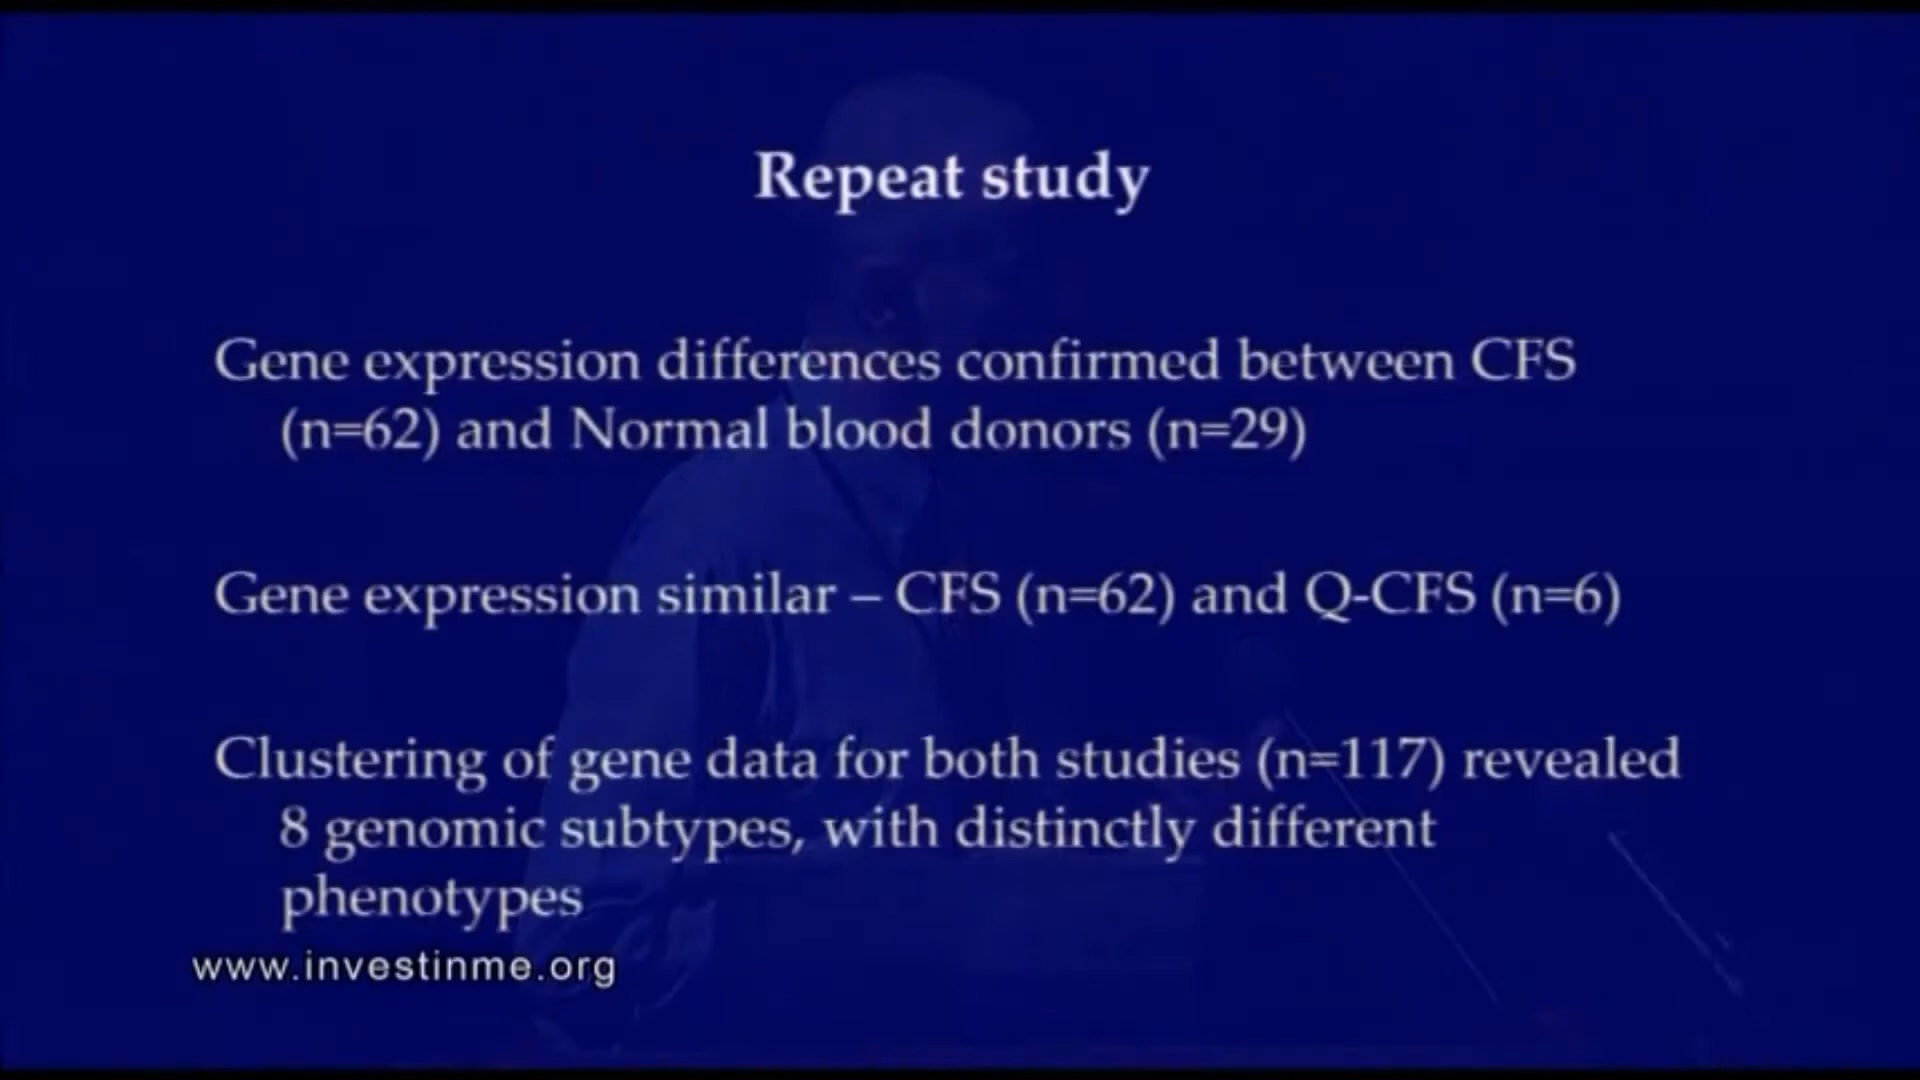 Repeat study
Gene expression differences confirmed between CFS
(n=62) and Normal blood donors (n=29)
Gene expression similar – CFS (n=62) and Q-CFS (n=6)
Clustering of gene data for both studies (n=117) revealed
8 genomic subtypes, with distinctly different
phenotypes
www.investinme.org